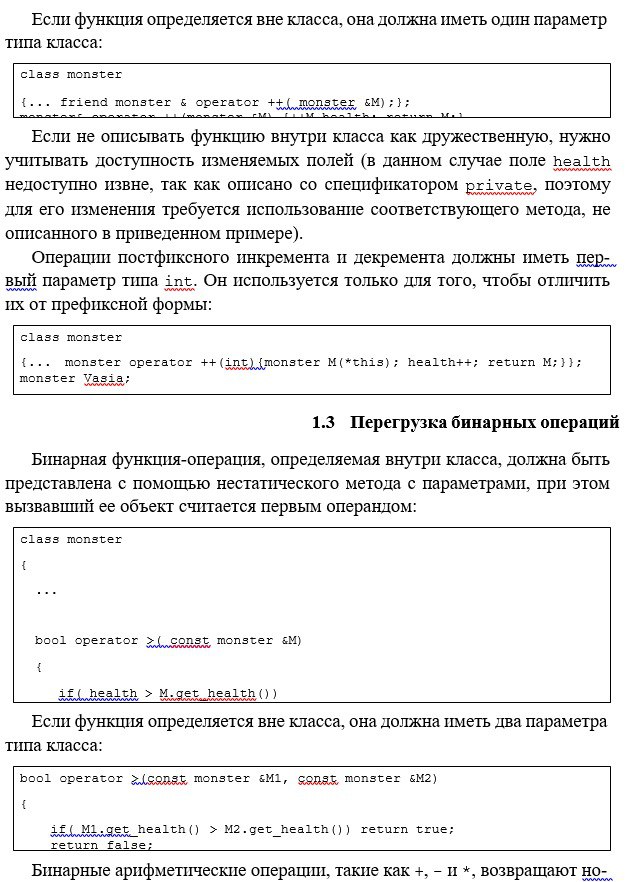 Если функция определяется вне класса, она должна иметь один параметр
типа класса:
class monster
{... friend monster & operator ++( monster &M);};
monster& operator ++(monster &M) {++M.health; return M;}
Если не описывать функцию внутри класса как дружественную, нужно
учитывать доступность изменяемых полей (в данном случае поле health
недоступно извне, так как описано со спецификатором private, поэтому
для его изменения требуется использование соответствующего метода, не
описанного в приведенном примере).
Операции постфиксного инкремента и декремента должны иметь пер-
вый параметр типа int. Он используется только для того, чтобы отличить
их от префиксной формы:
class monster
{... monster operator ++(int){monster M(*this); health++; return M;}};
monster Vasia;
1.3 Перегрузка бинарных операций
Бинарная функция-операция, определяемая внутри класса, должна быть
представлена с помощью нестатического метода с параметрами, при этом
вызвавший ее объект считается первым операндом:
class monster
{
...
bool operator >( const monster &M)
{
if( health > M.get_health())
Если функция определяется вне класса, она должна иметь два параметра
типа класса:
bool operator >(const monster &M1, const monster &M2)
{
if( M1.get_health() > M2.get_health()) return true;
return false;
Бинарные арифметические операции, такие как +, - и *, возвращают но-